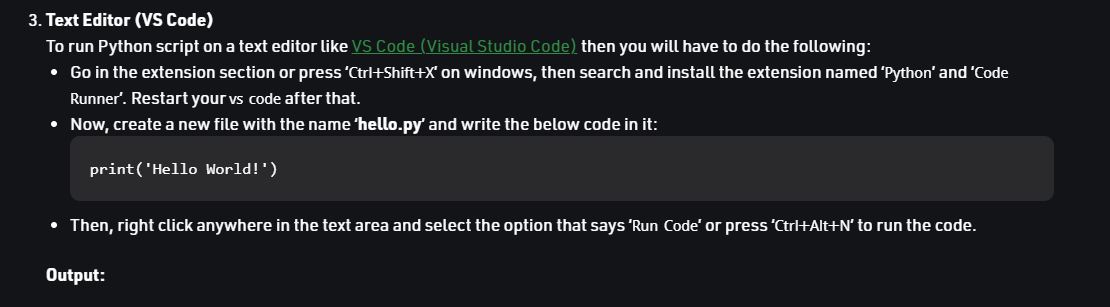 3. Text Editor (VS Code)
To run Python script on a text editor like VS Code (Visual Studio Code) then you will have to do the following:
• Go in the extension section or press 'Ctrl+Shift+X' on windows, then search and install the extension named 'Python' and 'Code
Runner'. Restart your vs code after that.
• Now, create a new file with the name 'hello.py' and write the below code in it:
print('Hello World!')
• Then, right click anywhere in the text area and select the option that says 'Run Code' or press 'Ctrl+Alt+N' to run the code.
Output: